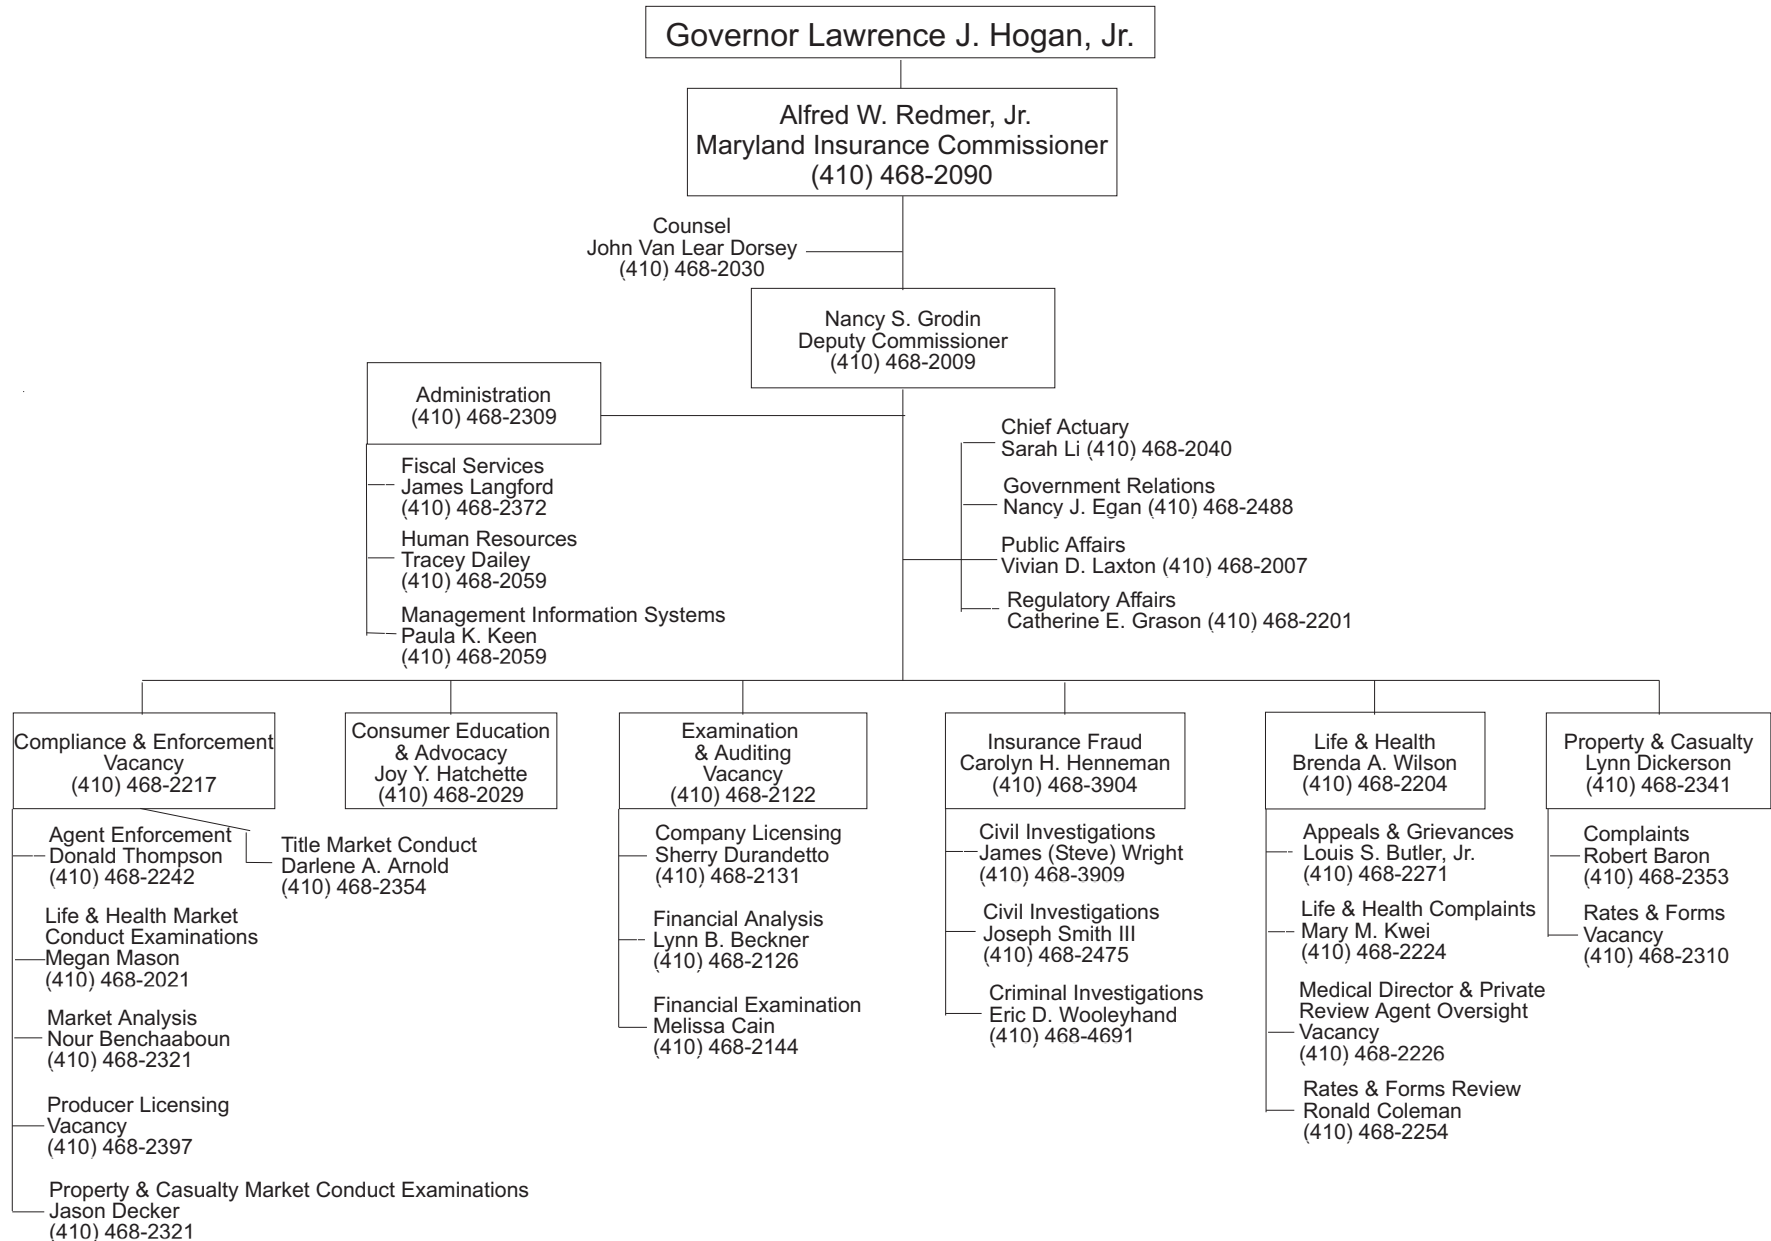 Governor Lawrence J. Hogan, Jr.
Alfred W. Redmer, Jr.
Maryland Insurance Commissioner
(410) 468-2090
Counsel
John Van Lear Dorsey
(410) 468-2030
Nancy S. Grodin
Deputy Commissioner
(410) 468-2009
Administration
(410) 468-2309
Fiscal Services
James Langford
(410) 468-2372
Human Resources
Tracey Dailey
(410) 468-2059
Management Information Systems
Paula K. Keen
(410) 468-2059
Chief Actuary
Sarah Li (410) 468-2040
Government Relations
Nancy J. Egan (410) 468-2488
Public Affairs
Vivian D. Laxton (410) 468-2007
Regulatory Affairs
Catherine E. Grason (410) 468-2201
Compliance & Enforcement
Vacancy
(410) 468-2217
Agent Enforcement
Donald Thompson
(410) 468-2242
Life & Health Market
Conduct Examinations
Megan Mason
(410) 468-2021
Market Analysis
Nour Benchaaboun
(410) 468-2321
Producer Licensing
Vacancy
(410) 468-2397
Property & Casualty Market Conduct Examinations
Jason Decker
(410) 468-2321
Title Market Conduct
Darlene A. Arnold
(410) 468-2354
Consumer Education
& Advocacy
Joy Y. Hatchette
(410) 468-2029
Examination
& Auditing
Vacancy
(410) 468-2122
Company Licensing
Sherry Durandetto
(410) 468-2131
Financial Analysis
Lynn B. Beckner
(410) 468-2126
Financial Examination
Melissa Cain
(410) 468-2144
Insurance Fraud
Carolyn H. Henneman
(410) 468-3904
Civil Investigations
James (Steve) Wright
(410) 468-3909
Civil Investigations
Joseph Smith III
(410) 468-2475
Criminal Investigations
Eric D. Wooleyhand
(410) 468-4691
Life & Health
Brenda A. Wilson
(410) 468-2204
Appeals & Grievances
Louis S. Butler, Jr.
(410) 468-2271
Life & Health Complaints
Mary M. Kwei
(410) 468-2224
Medical Director & Private
Review Agent Oversight
Vacancy
(410) 468-2226
Rates & Forms Review
Ronald Coleman
(410) 468-2254
Property & Casualty
Lynn Dickerson
(410) 468-2341
Complaints
Robert Baron
(410) 468-2353
Rates & Forms
Vacancy
(410) 468-2310